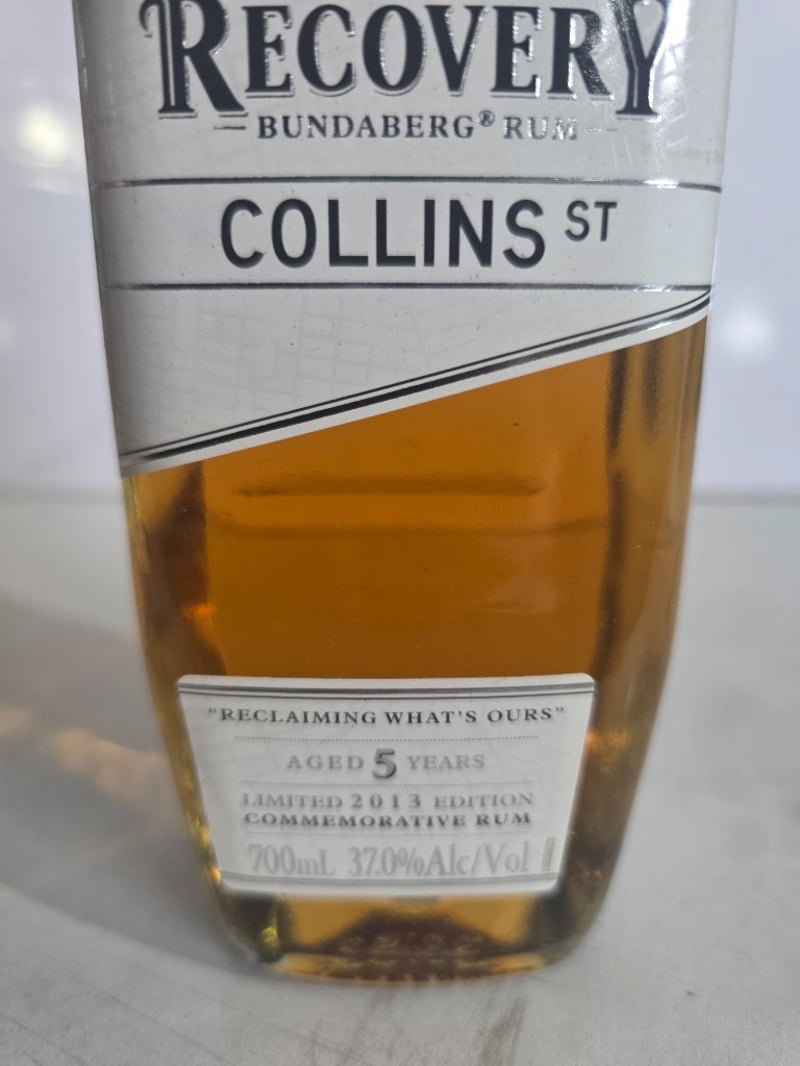 RECOVERY
BUNDABERG® RUM
COLLINS ST
"RECLAIMING WHAT'S OURS"
AGED 5 YEARS
LIMITED 2013 EDITION
COMMEMORATIVE RUM
700mL 37.0%Alc/Vol